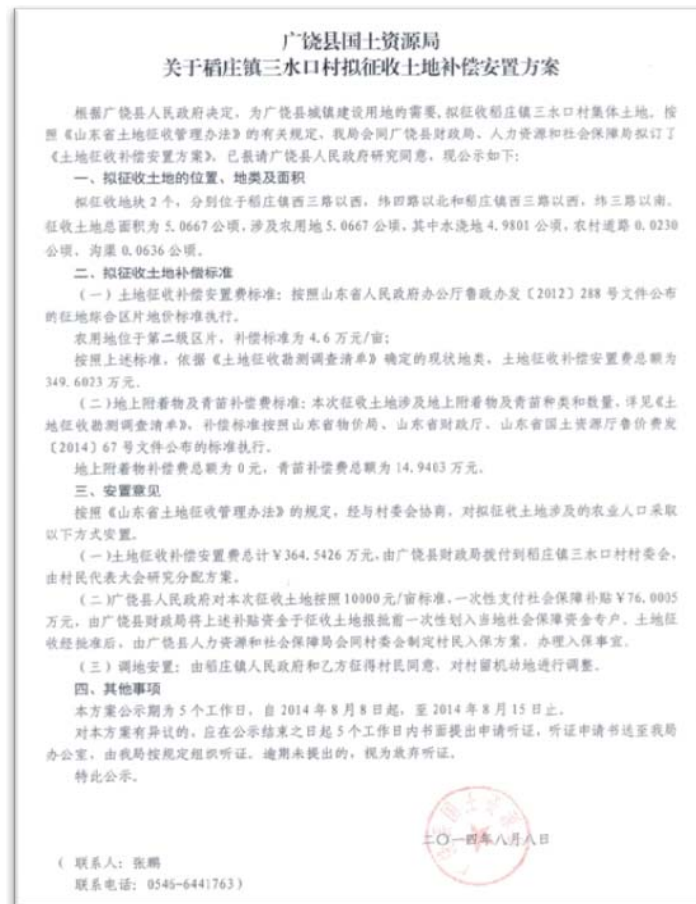 广饶县国土资源局
关于稻庄镇三水口村拟征收土地补偿安置方案
根据广饶县人民政府决定，为广饶县城镇建设用地的需要，拟征收稻庄镇三水口村集体土地。按
照《山东省土地征收管理办法》的有关规定，我局会同广饶县财政局、人力资源和社会保障局拟订了
《土地征收补偿安置方案》，已报请广饶县人民政府研究同意，现公示如下：
一、拟征收土地的位置、地类及面积
拟征收地块2个，分别位于稻庄镇西三路以西，纬四路以北和稻庄镇西三路以西，纬三路以南。
征收土地总面积为5.0667公顷，涉及农用地5.0667公顷，其中水浇地4.9801公顷，农村道路0.0230
公顷、沟渠0.0636公顷。
二、拟征收土地补偿标准
（一）土地征收补偿安置费标准：按照山东省人民政府办公厅鲁政办发〔2012〕288号文件公布
的征地综合区片地价标准执行。
农用地位于第二级区片，补偿标准为4.6万元/亩；
按照上述标准，依据《土地征收勘测调查清单》确定的现状地类，土地征收补偿安置费总额为
349.6023万元。
（二）地上附着物及青苗补偿费标准：本次征收土地涉及地上附着物及青苗种类和数量，详见《土
地征收勘测调查清单》，补偿标准按照山东省物价局、山东省财政厅、山东省国土资源厅鲁价费发
〔2014〕67号文件公布的标准执行。
地上附着物补偿费总额为0元，青苗补偿费总额为14.9403万元。
三、安置意见
按照《山东省土地征收管理办法》的规定，经与村委会协商，对拟征收土地涉及的农业人口采取
以下方式安置。
（一）土地征收补偿安置费总计￥364.5426万元，由广饶县财政局拨付到稻庄镇三水口村村委会，
由村民代表大会研究分配方案。
（二）广饶县人民政府对本次征收土地按照10000元/亩标准，一次性支付社会保障补贴￥76.0005
万元，由广饶县财政局将上述补贴资金于征收土地报批前一次性划入当地社会保障资金专户。土地征
收经批准后，由广饶县人力资源和社会保障局会同村委会制定村民入保方案，办理入保事宜。
（三）调地安置：由稻庄镇人民政府和乙方征得村民同意，对村留机动地进行调整。
四、其他事项
本方案公示期为5个工作日，自2014年8月8日起，至2014年8月15日止。
对本方案有异议的，应在公示结束之日起5个工作日内书面提出申请听证，听证申请书送至我局
办公室，由我局按规定组织听证。逾期未提出的，视为放弃听证。
特此公示。
广饶县国土资源局
二〇一四年八月八日
（ 联系人：张鹏
联系电话：0546-6441763）